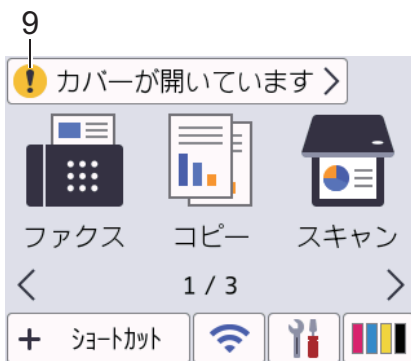 9
カバーが開いています
ファクス コピー スキャン
1 / 3
+ ショートカット